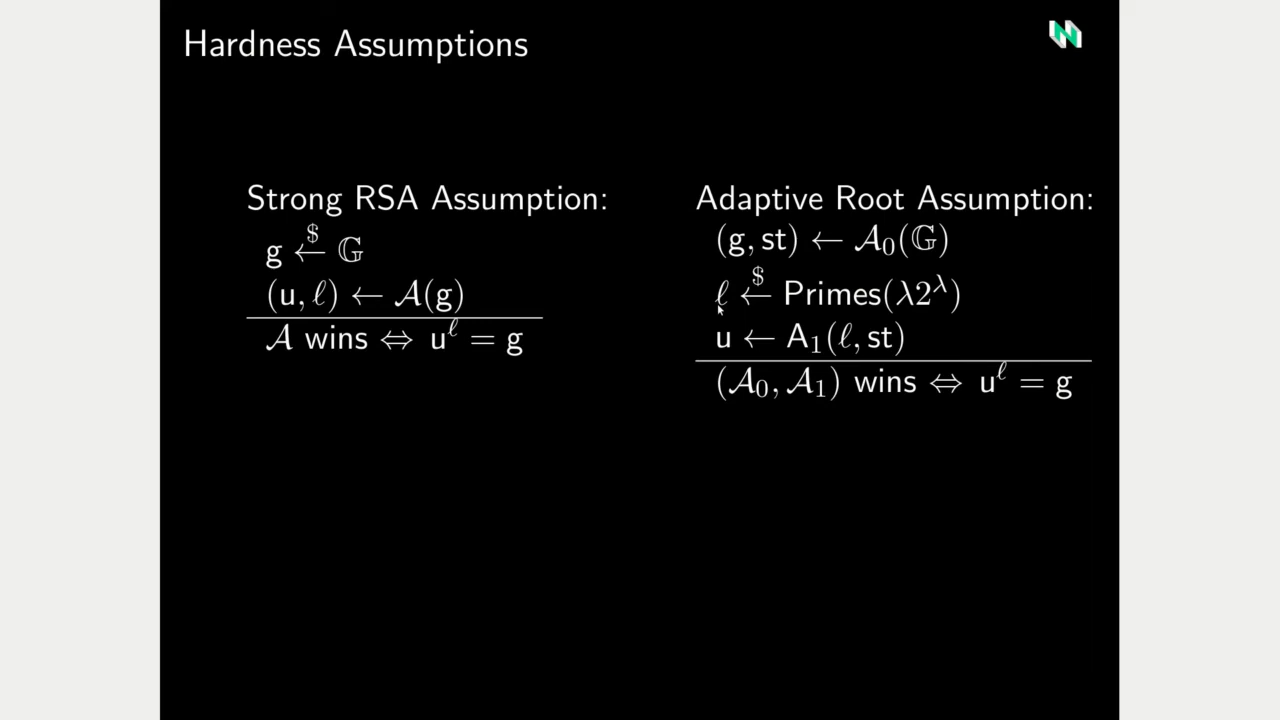 Hardness Assumptions
Strong RSA Assumption:
g ←$ 𝔾
(u, ℓ) ← 𝒜(g)
𝒜 wins ⇔ u^ℓ = g
Adaptive Root Assumption:
(g, st) ← 𝒜₀(𝔾)
ℓ ←$ Primes(λ2^λ)
u ← A₁(ℓ, st)
(𝒜₀, 𝒜₁) wins ⇔ u^ℓ = g